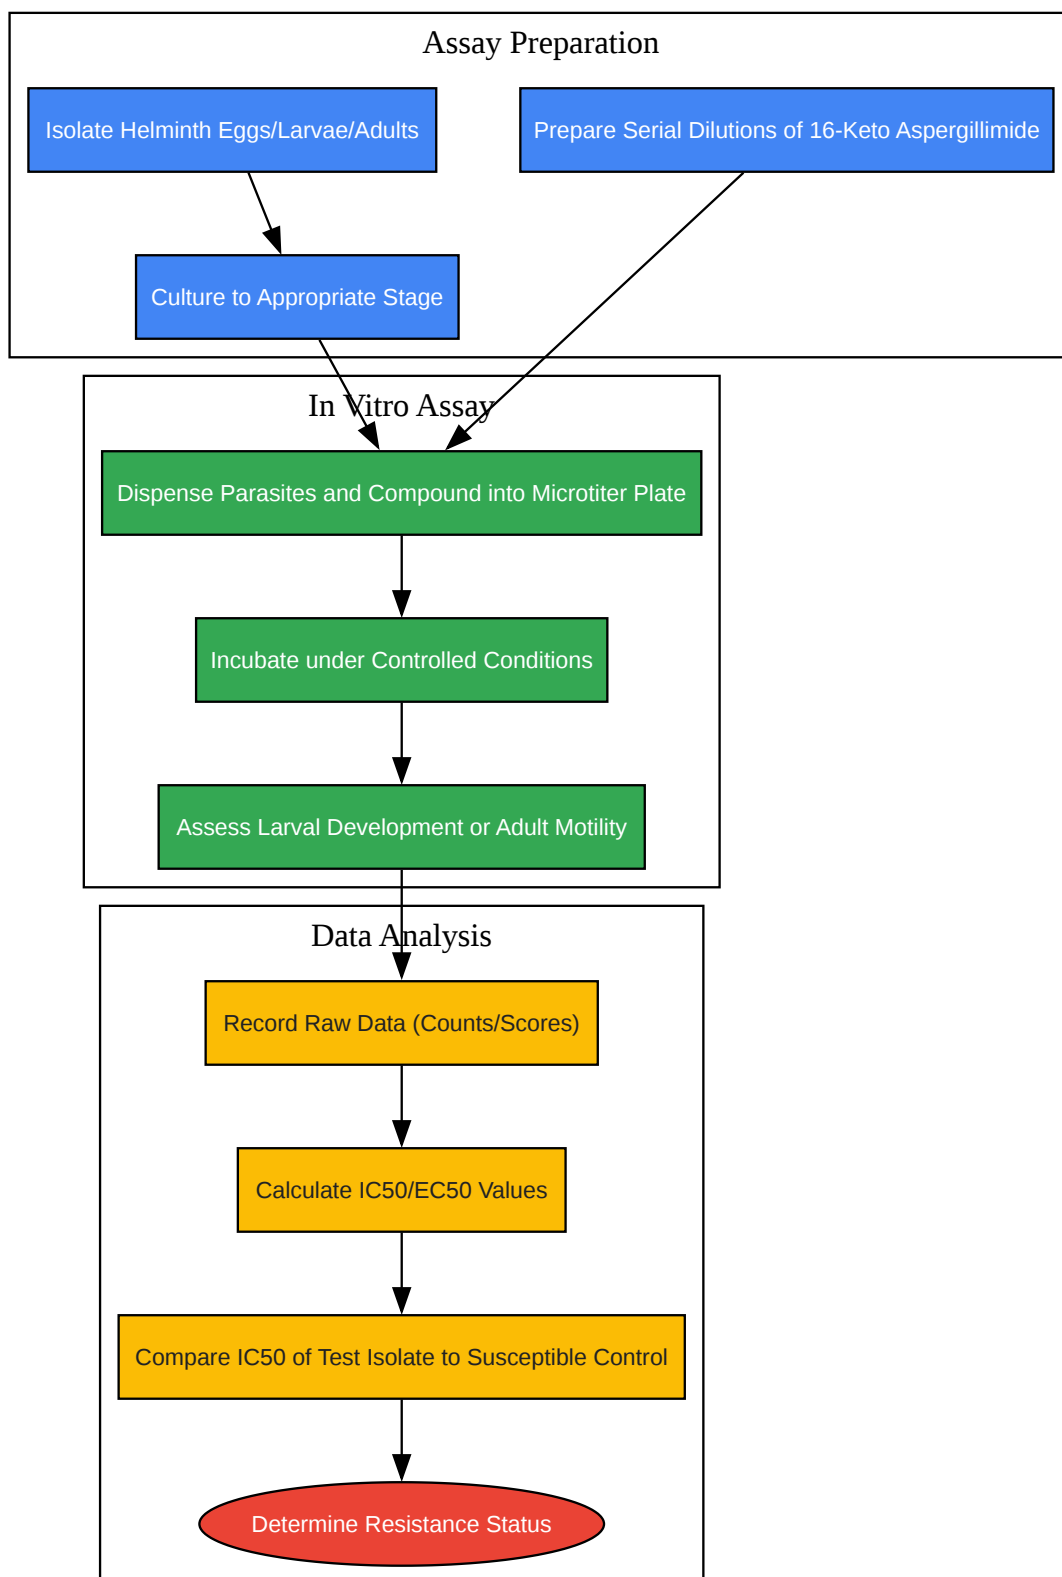 Assay Preparation
Isolate Helminth Eggs/Larvae/Adults
Prepare Serial Dilutions of 16-Keto Aspergillimide
Culture to Appropriate Stage
In Vitro Assay
Dispense Parasites and Compound into Microtiter Plate
Incubate under Controlled Conditions
Assess Larval Development or Adult Motility
Data Analysis
Record Raw Data (Counts/Scores)
Calculate IC50/EC50 Values
Compare IC50 of Test Isolate to Susceptible Control
Determine Resistance Status